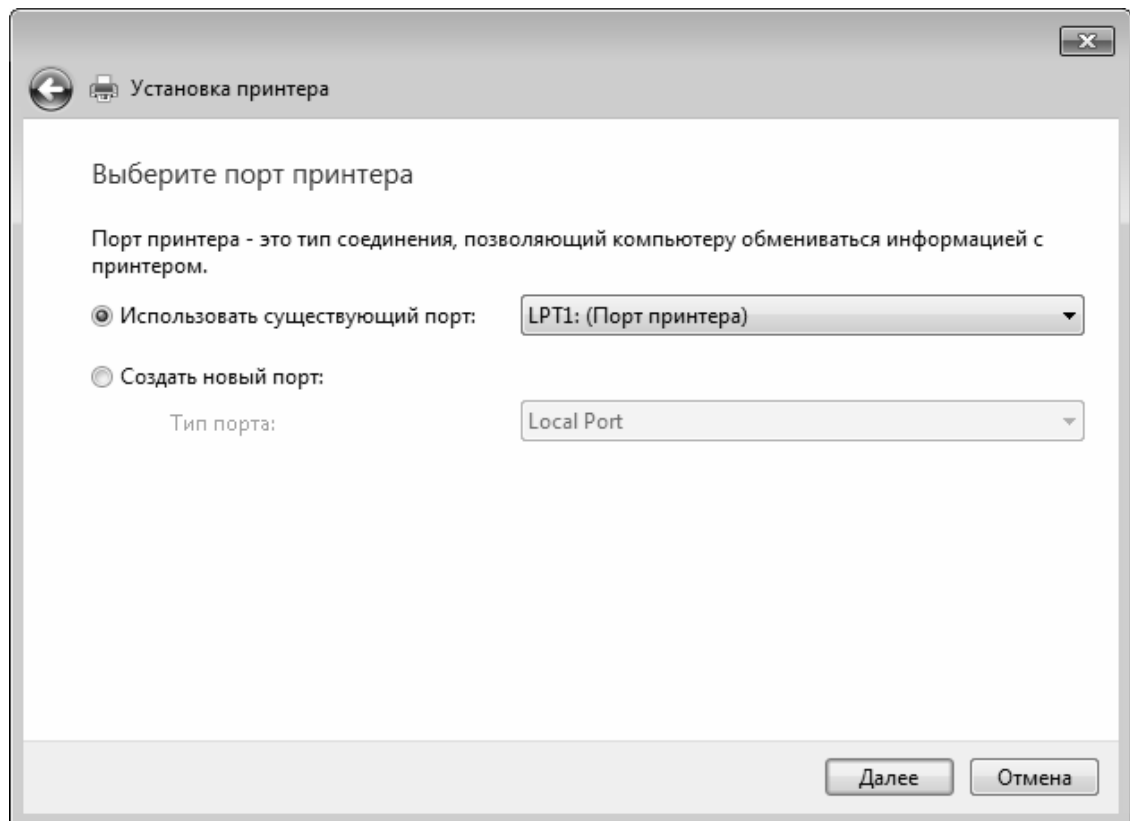 Установка принтера
Выберите порт принтера
Порт принтера - это тип соединения, позволяющий компьютеру обмениваться информацией с
принтером.
Использовать существующий порт: LPT1: (Порт принтера)
Создать новый порт:
Тип порта: Local Port
Далее Отмена